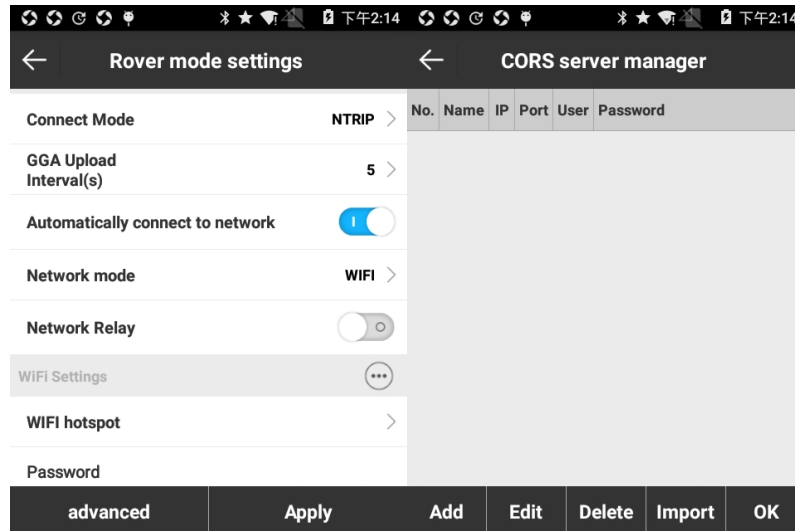 下午2:14
Rover mode settings
Connect Mode NTRIP
GGA Upload
Interval(s) 5
Automatically connect to network
Network mode WIFI
Network Relay
WiFi Settings
WIFI hotspot
Password
advanced Apply
下午2:14
CORS server manager
No. Name IP Port User Password
Add Edit Delete Import OK